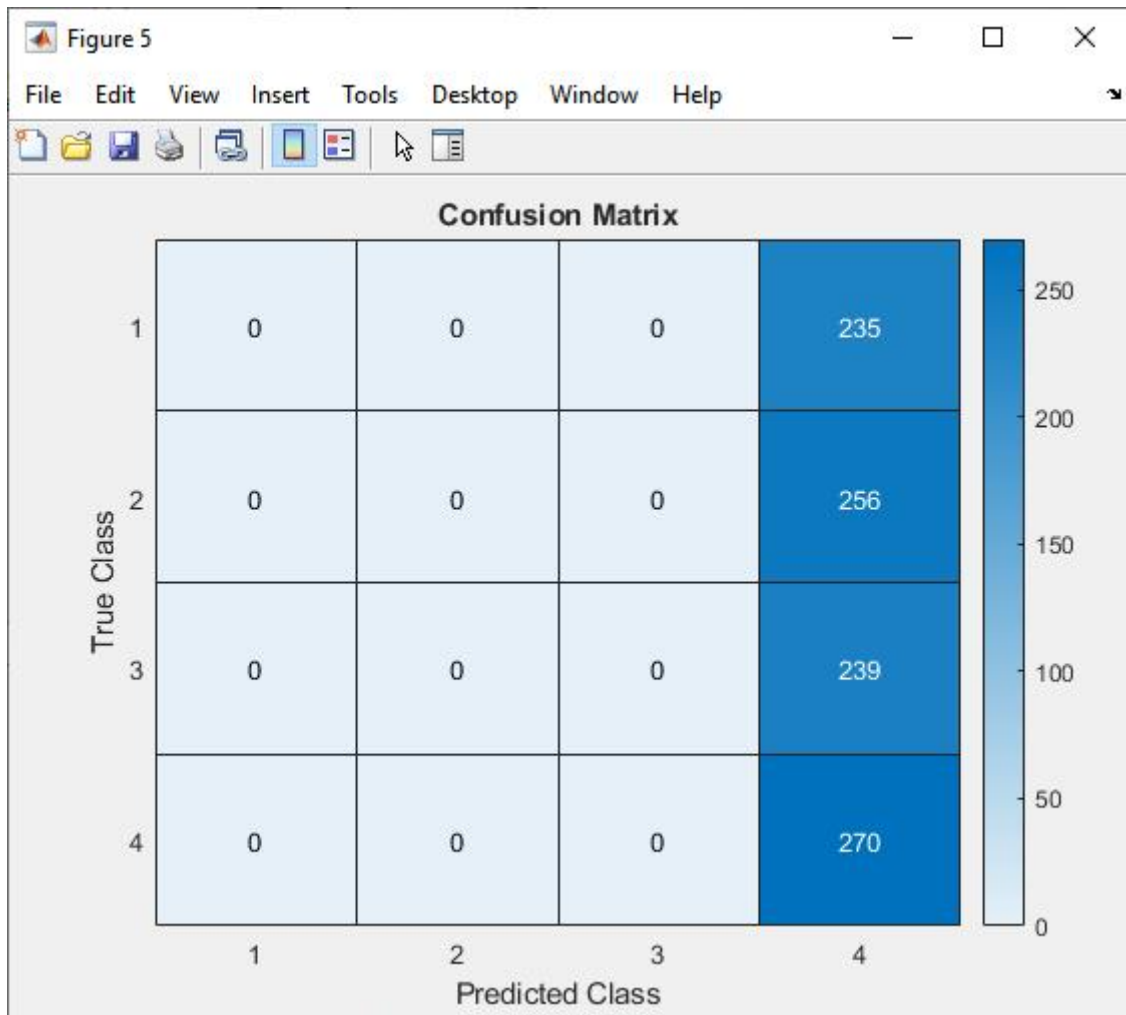 Figure 5
File Edit View Insert Tools Desktop Window Help
Confusion Matrix
1 0 0 0 235
2 0 0 0 256
3 0 0 0 239
4 0 0 0 270
1 2 3 4
True Class
Predicted Class
250
200
150
100
50
0